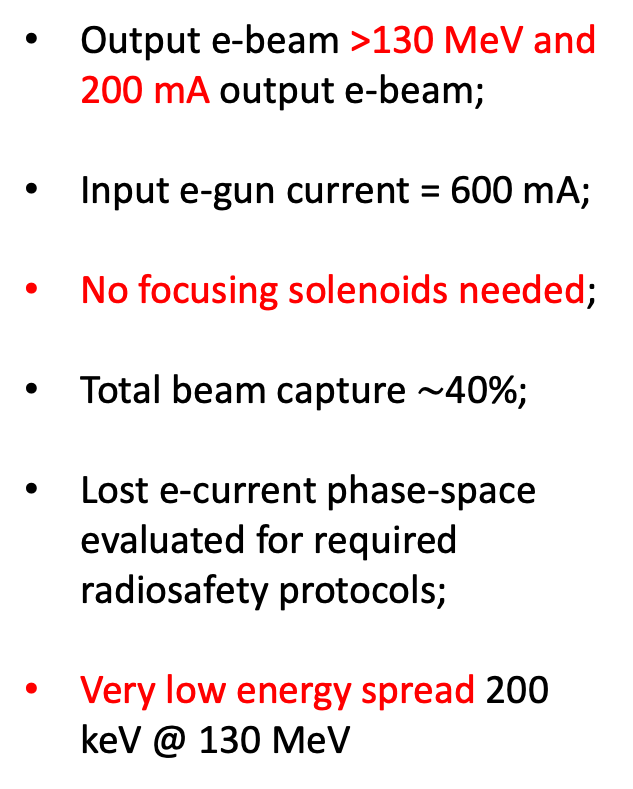 • Output e-beam >130 MeV and
200 mA output e-beam;
• Input e-gun current = 600 mA;
• No focusing solenoids needed;
• Total beam capture ~40%;
• Lost e-current phase-space
evaluated for required
radiosafety protocols;
• Very low energy spread 200
keV @ 130 MeV